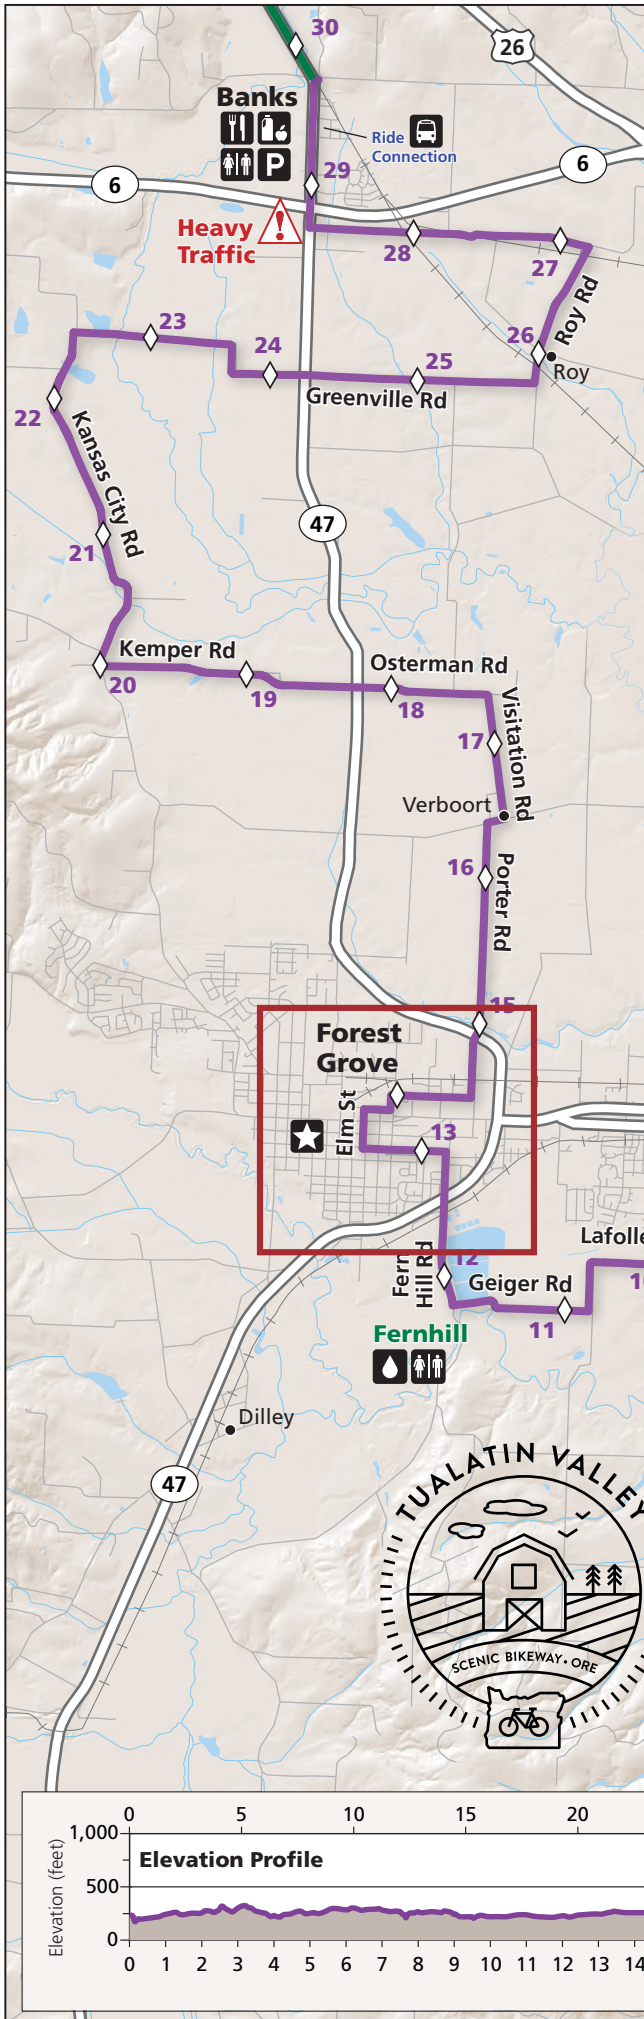 30
26
Banks
Ride
Connection
P
29
6
6
Heavy
Traffic
28
27
Roy Rd
23
24
25
26
Roy
Greenville Rd
22
Kansas City Rd
47
21
Kemper Rd
Osterman Rd
20
19
18
Visitation Rd
17
Verboort
16
Porter Rd
15
Forest
Grove
Elm St
13
12
Fern
Hill Rd
Geiger Rd
11
Fernhill
Dilley
47
TUALATIN VALLEY
SCENIC BIKEWAY • ORE
0 5 10 15 20
1,000
Elevation Profile
500
0
Elevation (feet)
0 1 2 3 4 5 6 7 8 9 10 11 12 13 14